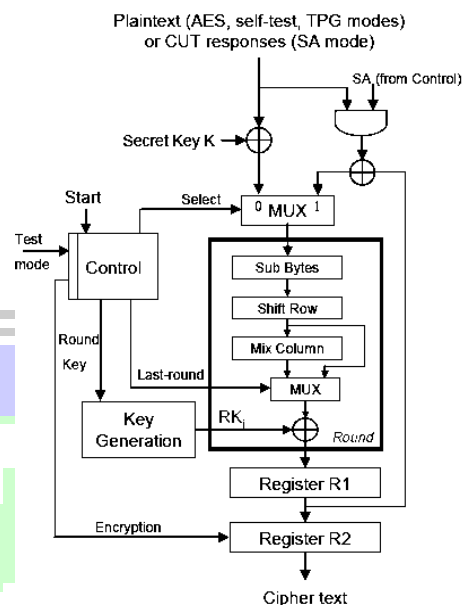 Plaintext (AES, self-test, TPG modes)
or CUT responses (SA mode)
SA (from Control)
Secret Key K
Start
Select
0 MUX 1
Test
mode
Control
Sub Bytes
Shift Row
Round
Key
Mix Column
Last-round
MUX
Key
Generation
RKi
Round
Register R1
Encryption
Register R2
Cipher text